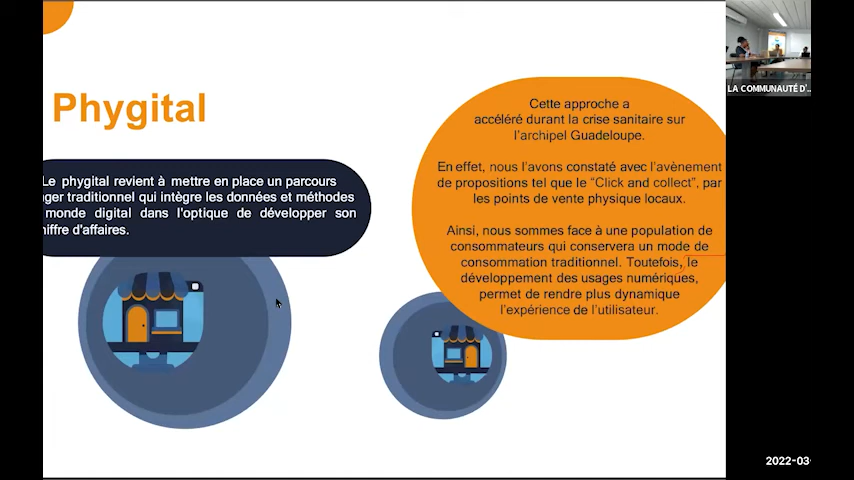 Phygital
Le phygital revient à mettre en place un parcours
ger traditionnel qui intègre les données et méthodes
monde digital dans l'optique de développer son
iffre d'affaires.
Cette approche a
accéléré durant la crise sanitaire sur
l'archipel Guadeloupe.
En effet, nous l'avons constaté avec l'avènement
de propositions tel que le "Click and collect", par
les points de vente physique locaux.
Ainsi, nous sommes face à une population de
consommateurs qui conservera un mode de
consommation traditionnel. Toutefois, le
développement des usages numériques,
permet de rendre plus dynamique
l'expérience de l'utilisateur.
LA COMMUNAUTÉ D'...
2022-03